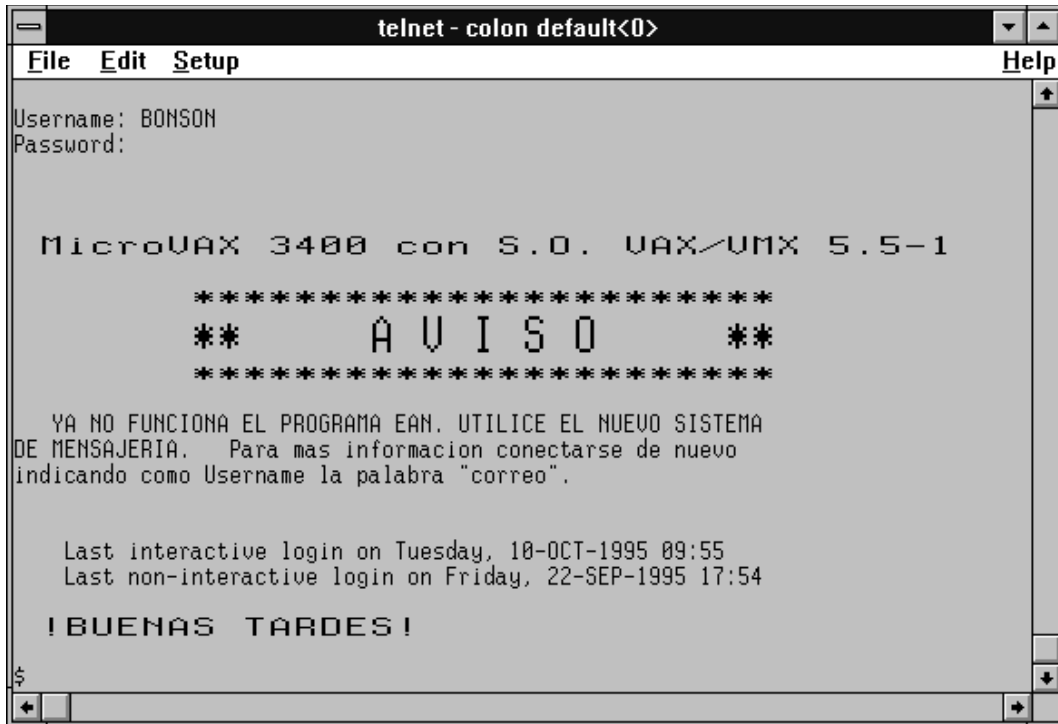 telnet - colon default<0>
File Edit Setup Help
Username: BONSON
Password:
MicroVAX 3400 con S.O. VAX/VMX 5.5-1
***********************
** A V I S O **
***********************
YA NO FUNCIONA EL PROGRAMA EAN. UTILICE EL NUEVO SISTEMA
DE MENSAJERIA. Para mas informacion conectarse de nuevo
indicando como Username la palabra "correo".
Last interactive login on Tuesday, 10-OCT-1995 09:55
Last non-interactive login on Friday, 22-SEP-1995 17:54
!BUENAS TARDES!
$